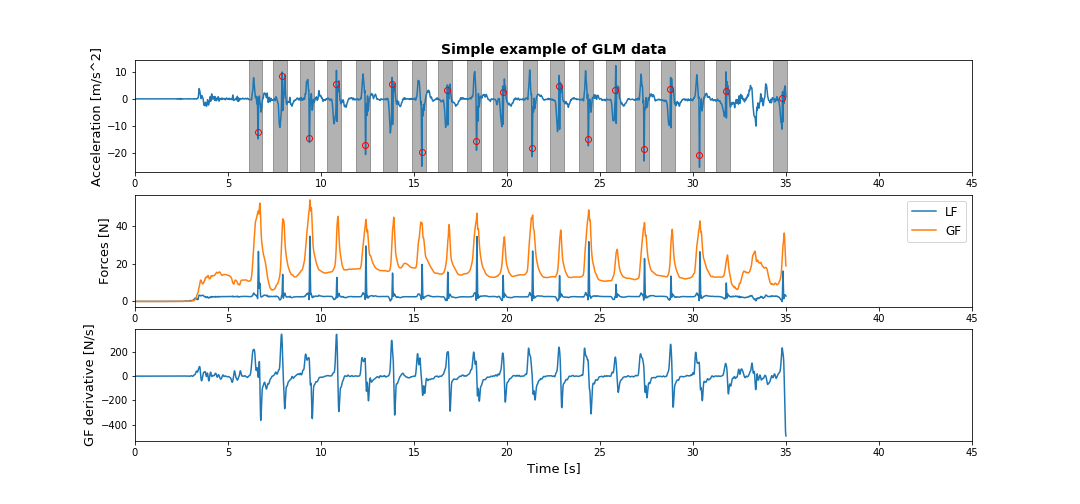 Simple example of GLM data
Acceleration [m/s^2]
10
0
−10
−20
0 5 10 15 20 25 30 35 40 45
Forces [N]
40
20
0
LF
GF
0 5 10 15 20 25 30 35 40 45
GF derivative [N/s]
200
0
−200
−400
0 5 10 15 20 25 30 35 40 45
Time [s]